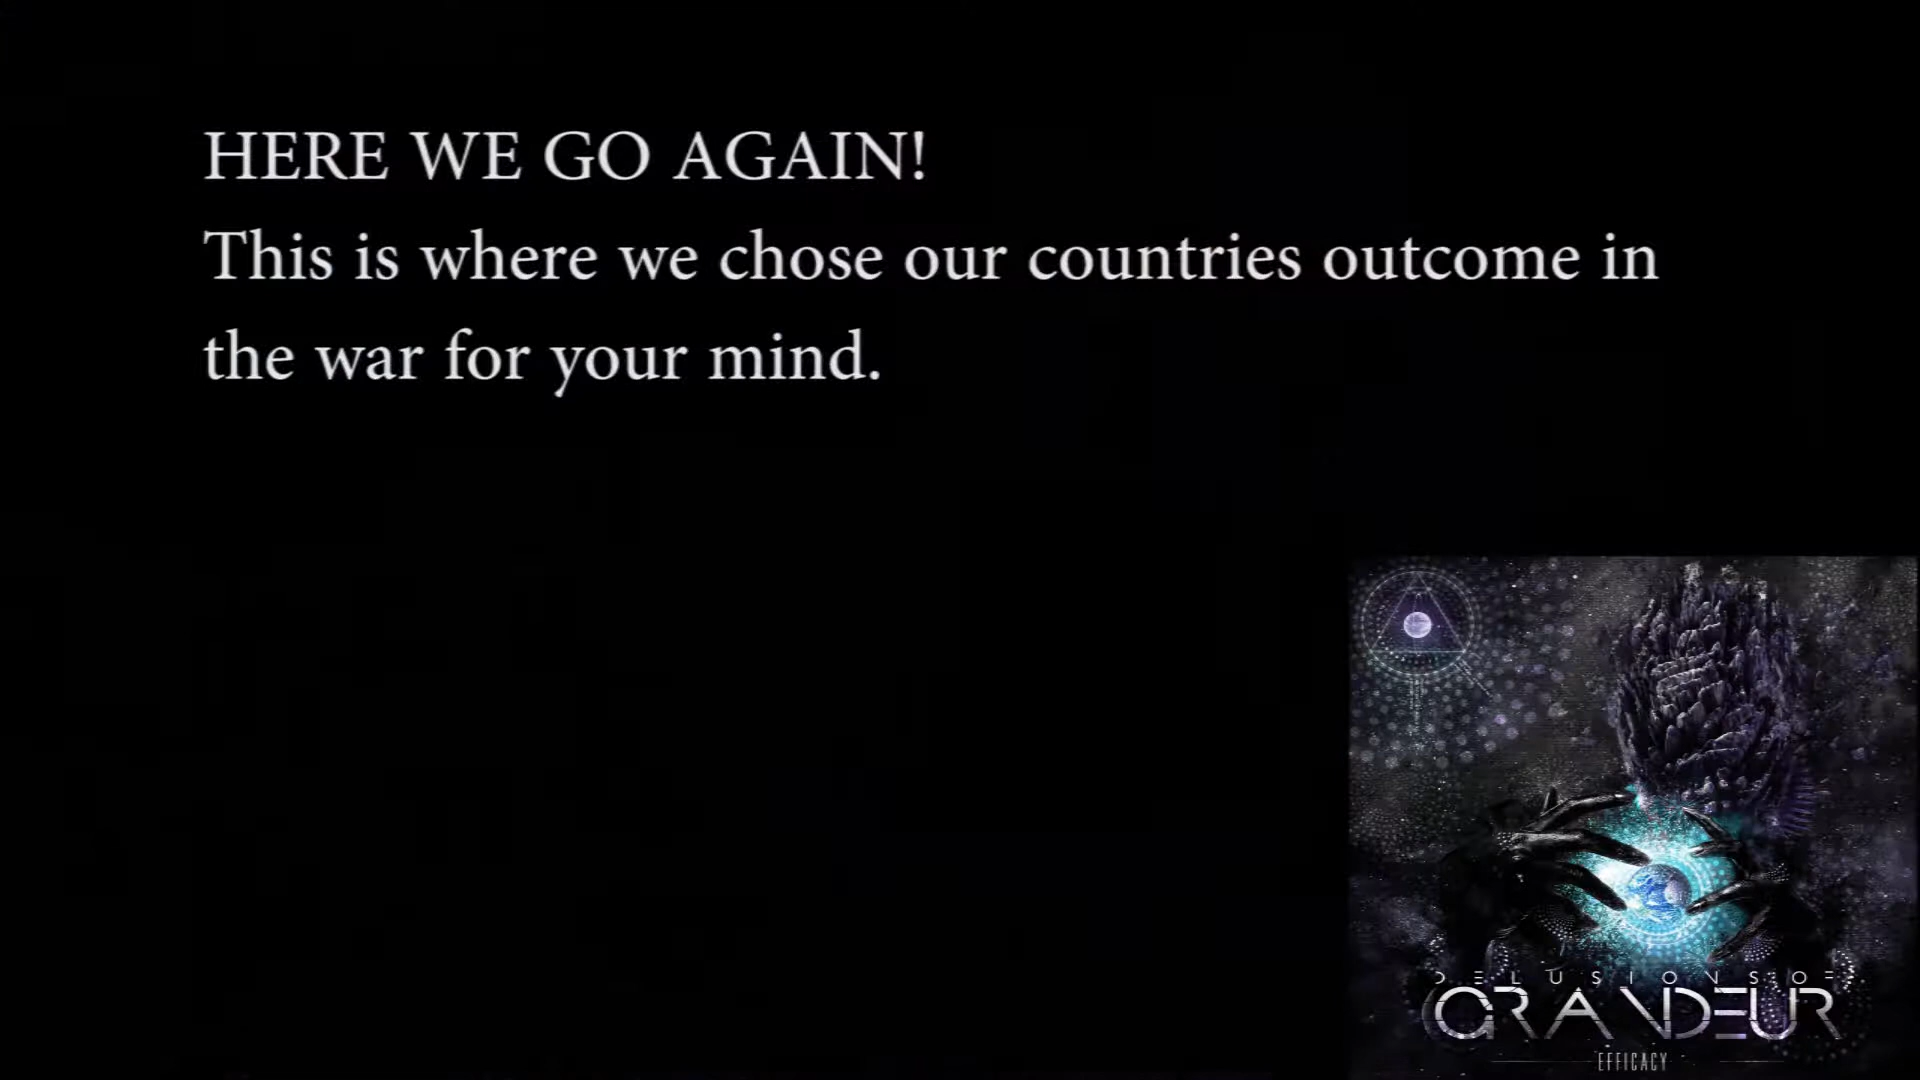 HERE WE GO AGAIN!
This is where we chose our countries outcome in
the war for your mind.
DELUSIONS OF
GRANDEUR
EFFICACY